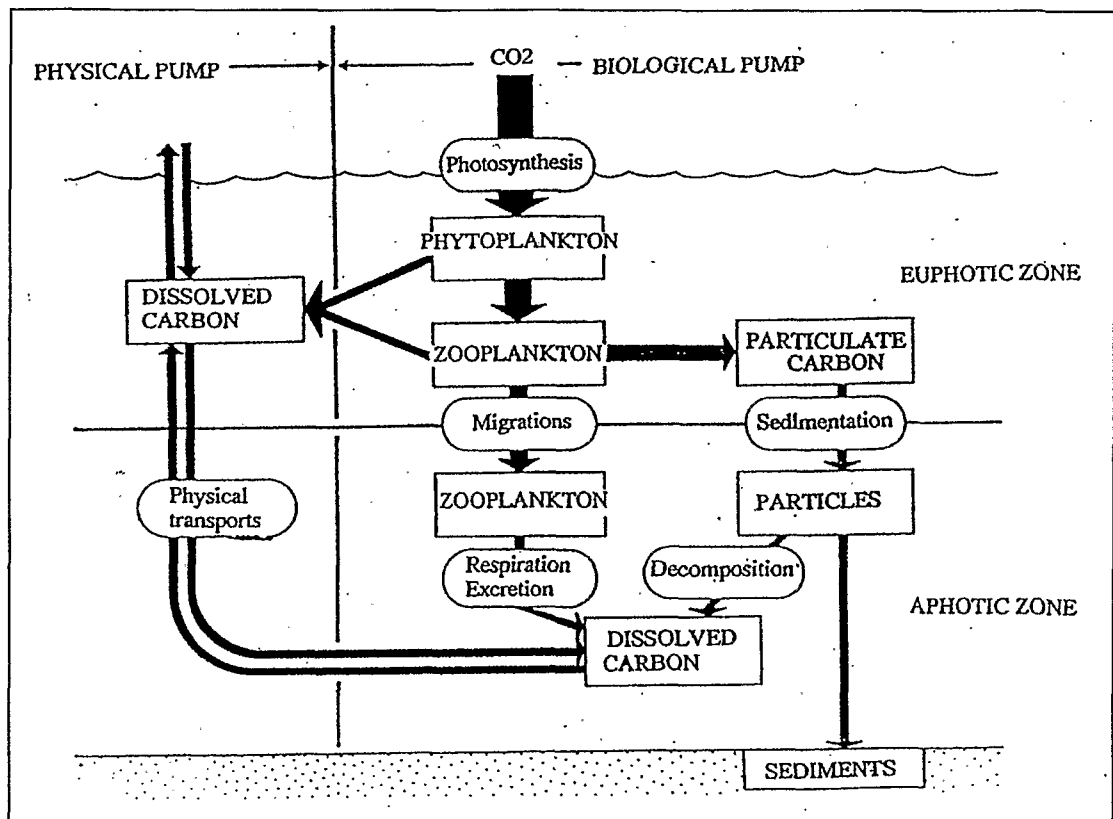 PHYSICAL PUMP
CO2
BIOLOGICAL PUMP
Photosynthesis
PHYTOPLANKTON
EUPHOTIC ZONE
DISSOLVED
CARBON
ZOOPLANKTON
PARTICULATE
CARBON
Migrations
Sedimentation
Physical
transports
ZOOPLANKTON
PARTICLES
Respiration
Excretion
Decomposition
APHOTIC ZONE
DISSOLVED
CARBON
SEDIMENTS